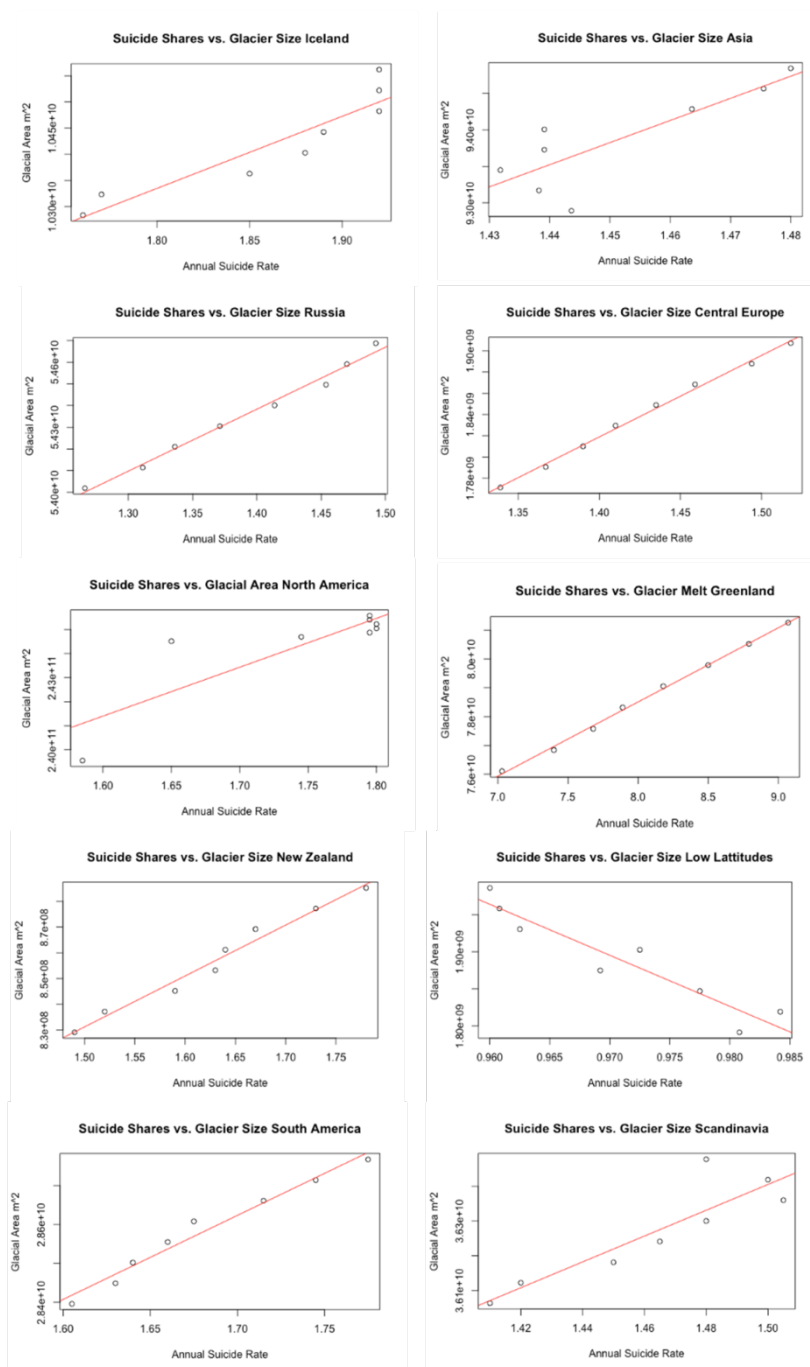 Suicide Shares vs. Glacier Size Iceland
Glacial Area m^2
1.045e+10
1.030e+10
1.80
1.85
1.90
Annual Suicide Rate
Suicide Shares vs. Glacier Size Asia
Glacial Area m^2
9.40e+10
9.30e+10
1.43
1.44
1.45
1.46
1.47
1.48
Annual Suicide Rate
Suicide Shares vs. Glacier Size Russia
Glacial Area m^2
5.46e+10
5.43e+10
5.40e+10
1.30
1.35
1.40
1.45
1.50
Annual Suicide Rate
Suicide Shares vs. Glacier Size Central Europe
Glacial Area m^2
1.90e+09
1.84e+09
1.78e+09
1.35
1.40
1.45
1.50
Annual Suicide Rate
Suicide Shares vs. Glacial Area North America
Glacial Area m^2
2.43e+11
2.40e+11
1.60
1.65
1.70
1.75
1.80
Annual Suicide Rate
Suicide Shares vs. Glacier Melt Greenland
Glacial Area m^2
8.0e+10
7.8e+10
7.6e+10
7.0
7.5
8.0
8.5
9.0
Annual Suicide Rate
Suicide Shares vs. Glacier Size New Zealand
Glacial Area m^2
8.7e+08
8.5e+08
8.3e+08
1.50
1.55
1.60
1.65
1.70
1.75
Annual Suicide Rate
Suicide Shares vs. Glacier Size Low Lattitudes
Glacial Area m^2
1.90e+09
1.80e+09
0.960
0.965
0.970
0.975
0.980
0.985
Annual Suicide Rate
Suicide Shares vs. Glacier Size South America
Glacial Area m^2
2.86e+10
2.84e+10
1.60
1.65
1.70
1.75
Annual Suicide Rate
Suicide Shares vs. Glacier Size Scandinavia
Glacial Area m^2
3.63e+10
3.61e+10
1.42
1.44
1.46
1.48
1.50
Annual Suicide Rate